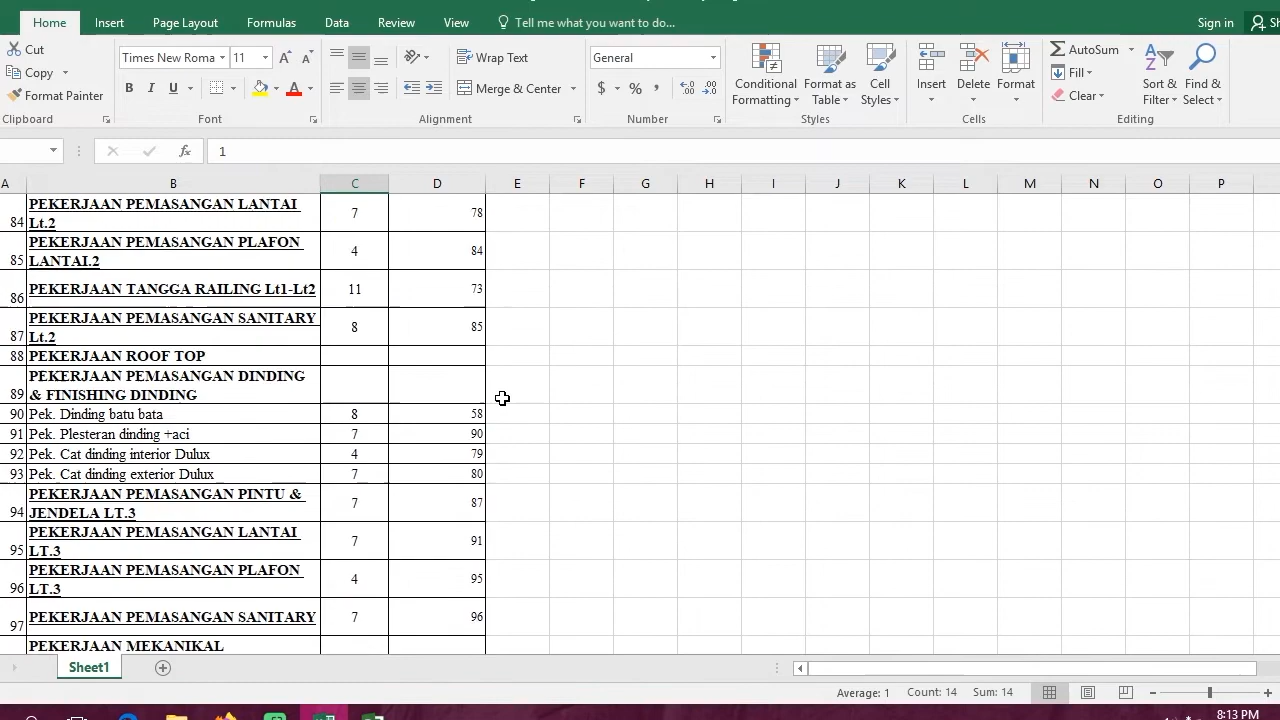 Home Insert Page Layout Formulas Data Review View Tell me what you want to do... Sign in
Cut
Copy
Format Painter
Times New Roma 11
B I U
Wrap Text
Merge & Center
General
$ % ,
Conditional Formatting
Format as Table
Cell Styles
Insert Delete Format
AutoSum
Fill
Clear
Sort & Filter
Find & Select
Clipboard Font Alignment Number Styles Cells Editing
fx 1
A B C D E F G H I J K L M N O P
84 PEKERJAAN PEMASANGAN LANTAI Lt.2 7 78
85 PEKERJAAN PEMASANGAN PLAFON LANTAI.2 4 84
86 PEKERJAAN TANGGA RAILING Lt1-Lt2 11 73
87 PEKERJAAN PEMASANGAN SANITARY Lt.2 8 85
88 PEKERJAAN ROOF TOP
89 PEKERJAAN PEMASANGAN DINDING & FINISHING DINDING
90 Pek. Dinding batu bata 8 58
91 Pek. Plesteran dinding +aci 7 90
92 Pek. Cat dinding interior Dulux 4 79
93 Pek. Cat dinding exterior Dulux 7 80
94 PEKERJAAN PEMASANGAN PINTU & JENDELA LT.3 7 87
95 PEKERJAAN PEMASANGAN LANTAI LT.3 7 91
96 PEKERJAAN PEMASANGAN PLAFON LT.3 4 95
97 PEKERJAAN PEMASANGAN SANITARY 7 96
PEKERJAAN MEKANIKAL
Sheet1
Average: 1 Count: 14 Sum: 14
8:13 PM